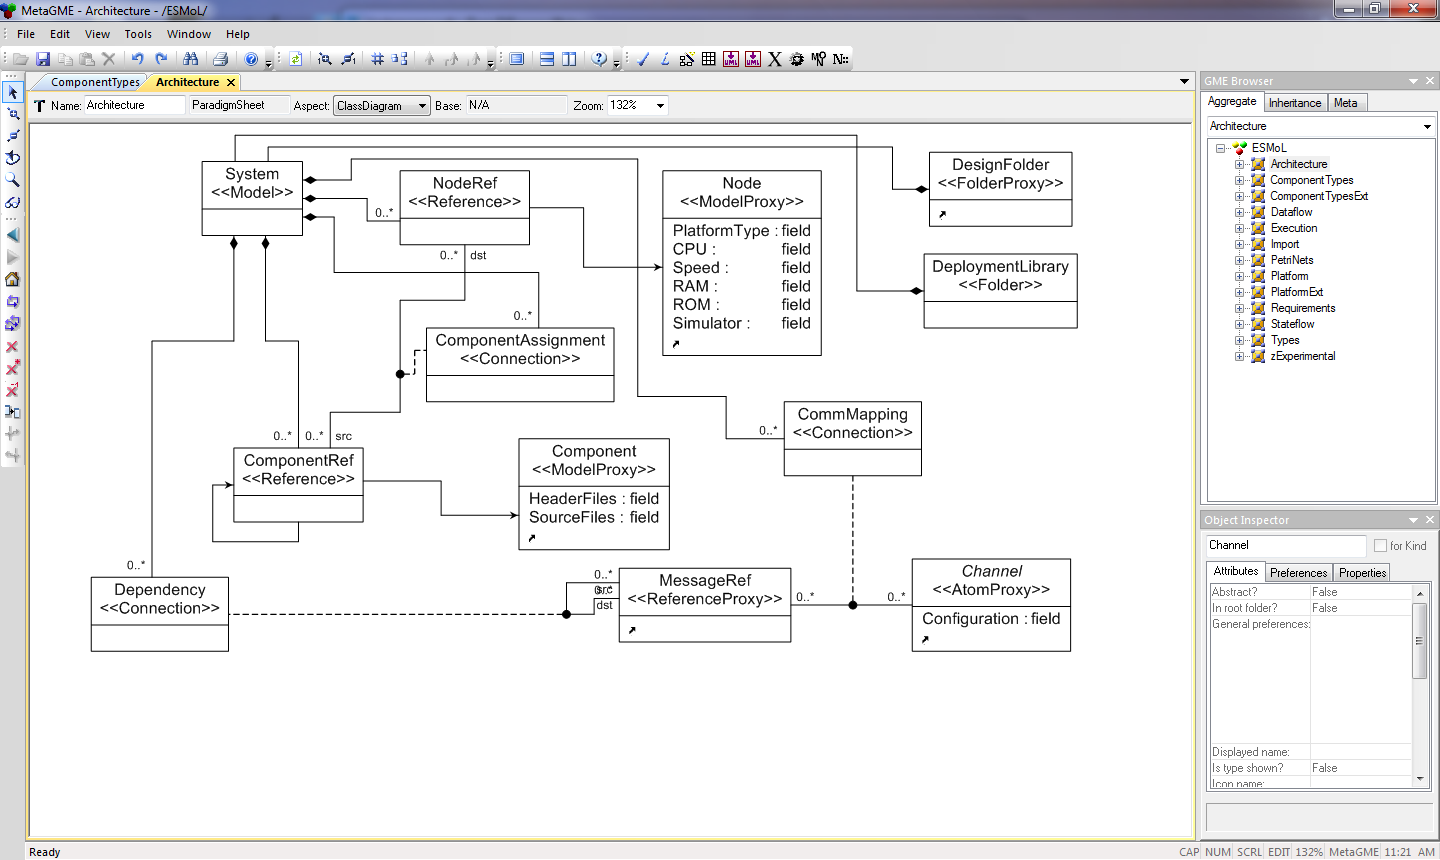 MetaGME - Architecture - /ESMoL/
File Edit View Tools Window Help
ComponentTypes Architecture
Name: Architecture ParadigmSheet Aspect: ClassDiagram Base: N/A Zoom: 132%
System
<<Model>>
NodeRef
<<Reference>>
0..*
0..* dst
Node
<<ModelProxy>>
PlatformType : field
CPU : field
Speed : field
RAM : field
ROM : field
Simulator : field
DesignFolder
<<FolderProxy>>
DeploymentLibrary
<<Folder>>
0..*
ComponentAssignment
<<Connection>>
0..*
CommMapping
<<Connection>>
0..* 0..* src
ComponentRef
<<Reference>>
Component
<<ModelProxy>>
HeaderFiles : field
SourceFiles : field
0..*
Dependency
<<Connection>>
0..*
src
dst
MessageRef
<<ReferenceProxy>>
0..* 0..*
Channel
<<AtomProxy>>
Configuration : field
GME Browser
Aggregate Inheritance Meta
Architecture
ESMoL
Architecture
ComponentTypes
ComponentTypesExt
Dataflow
Execution
Import
PetriNets
Platform
PlatformExt
Requirements
Stateflow
Types
zExperimental
Object Inspector
Channel for Kind
Attributes Preferences Properties
Abstract? False
In root folder? False
General preferences:
Displayed name:
Is type shown? False
Icon name:
Ready CAP NUM SCRL EDIT 132% MetaGME 11:21 AM